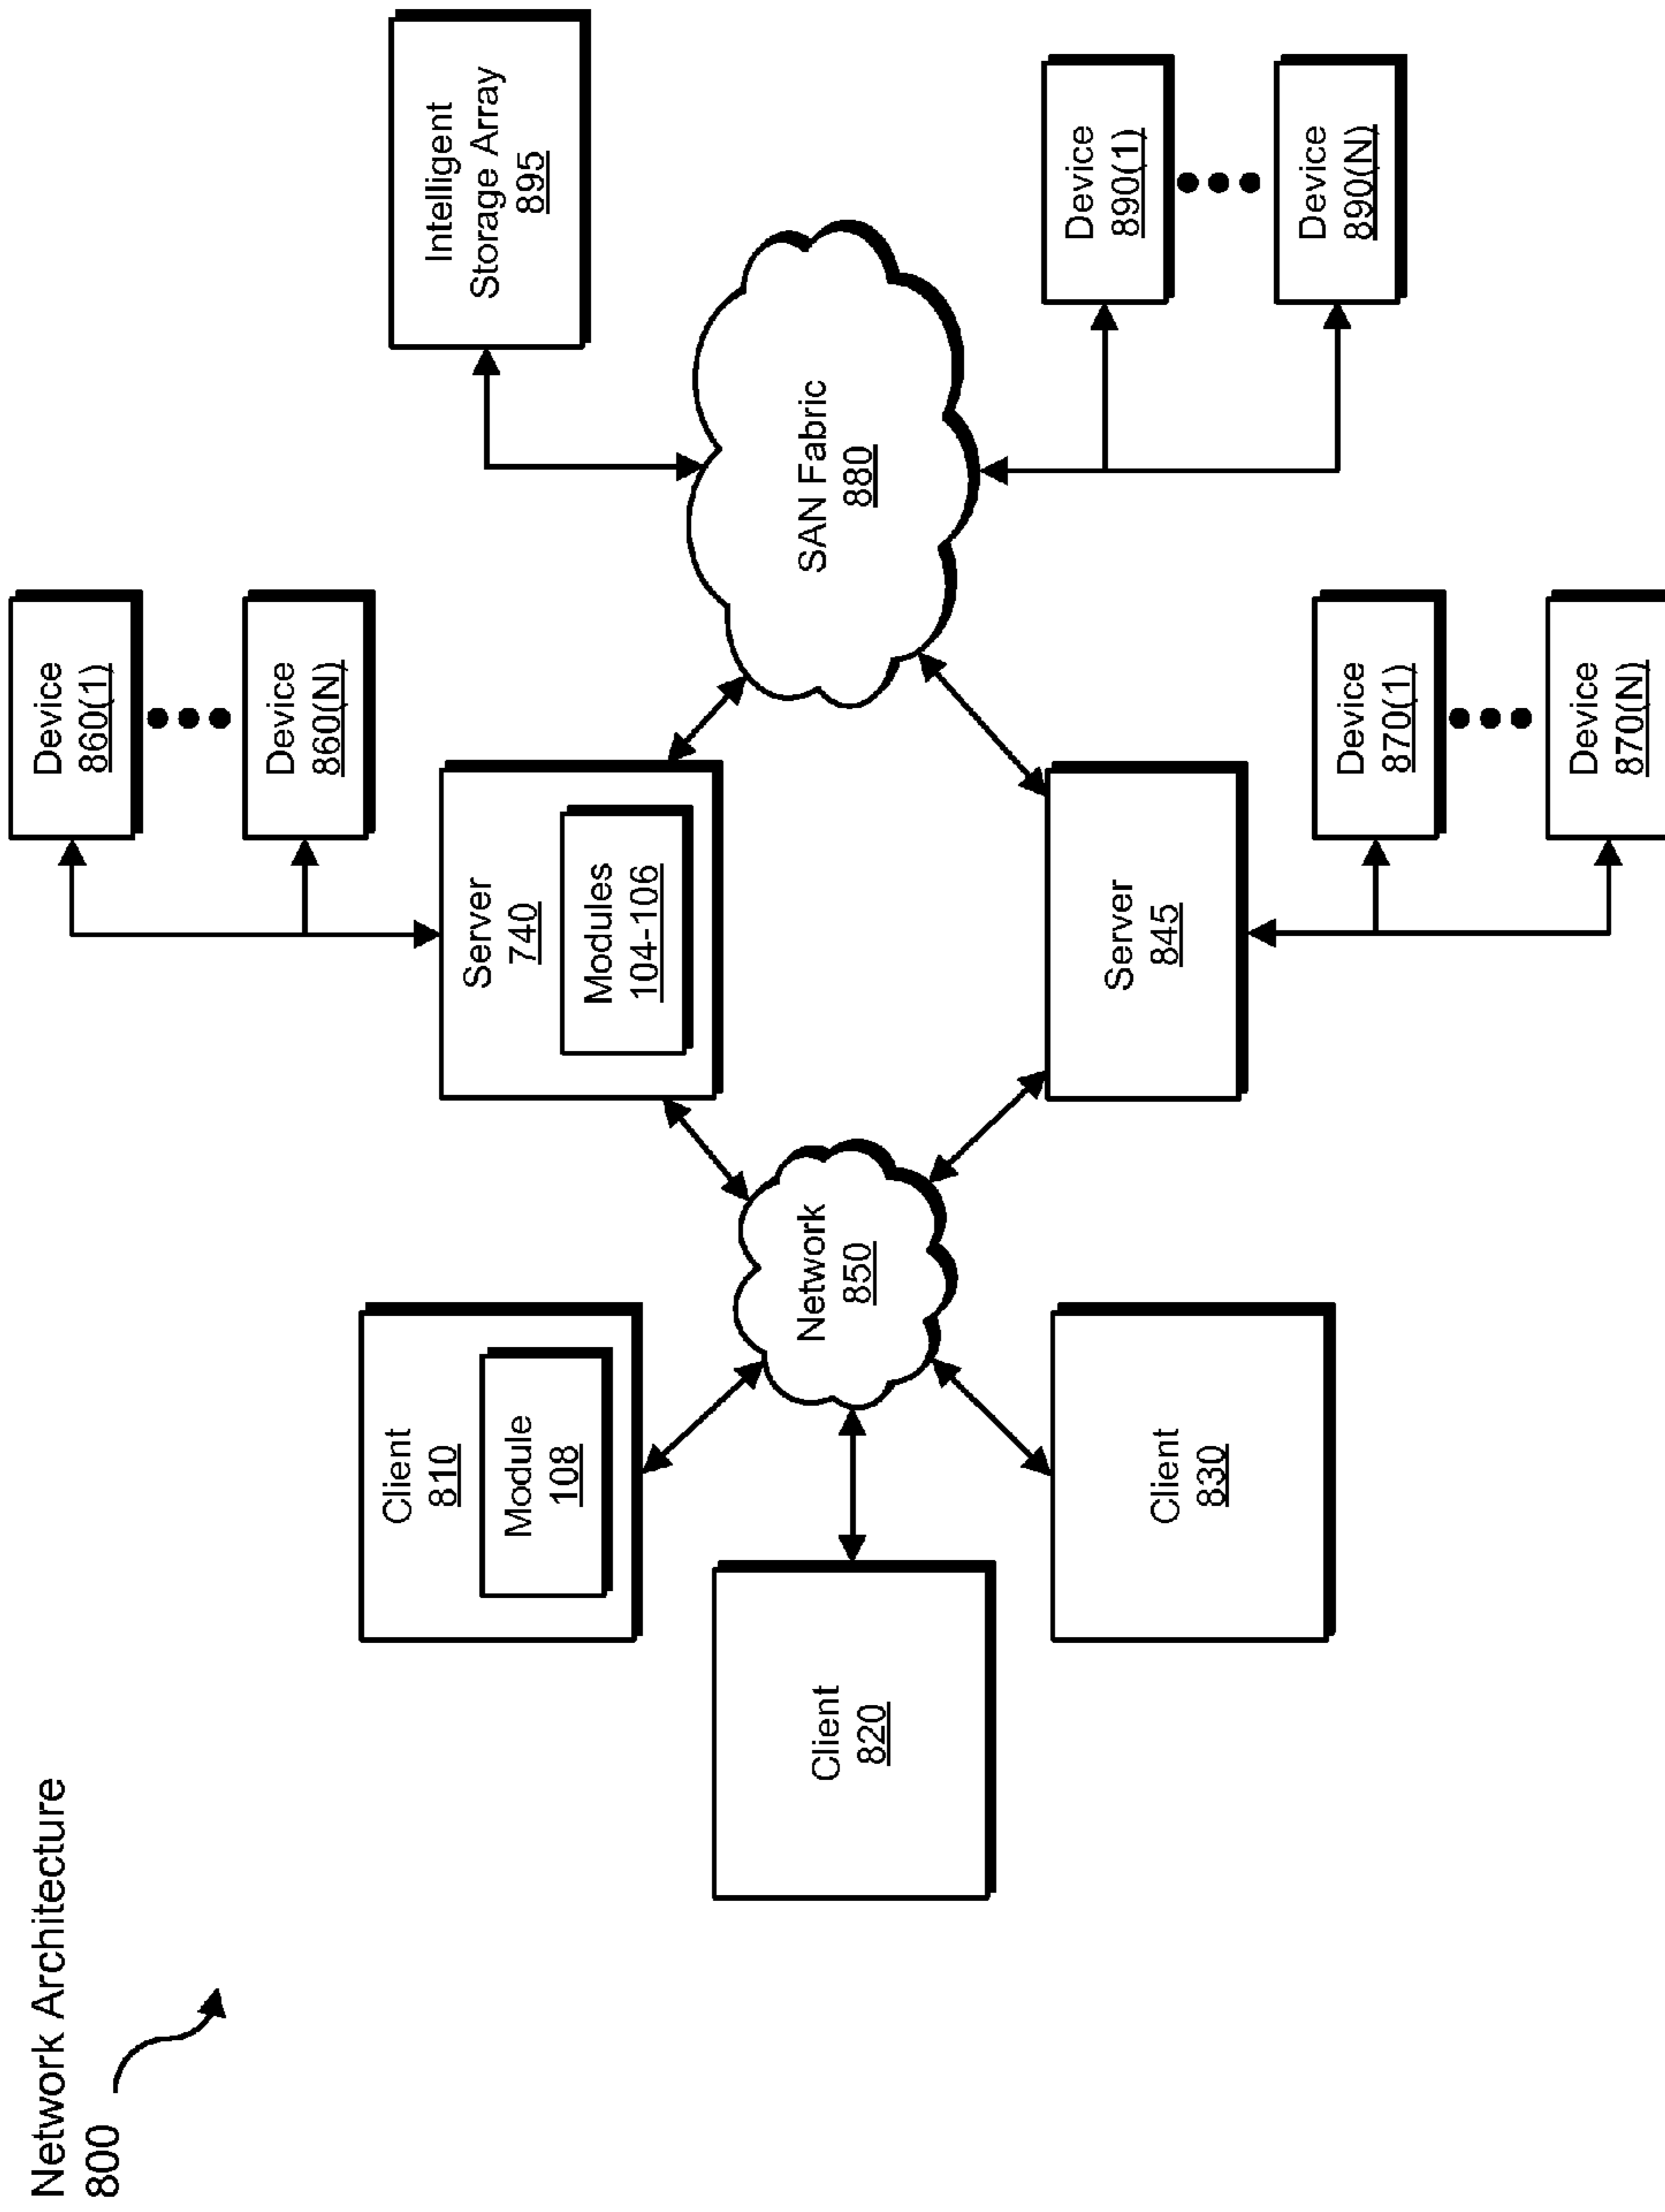 Network Architecture
800
Device
860(1)
Device
860(N)
Intelligent
Storage Array
895
Client
810
Module
108
Server
740
Modules
104-106
Client
820
Network
850
SAN Fabric
880
Client
830
Server
845
Device
890(1)
Device
890(N)
Device
870(1)
Device
870(N)